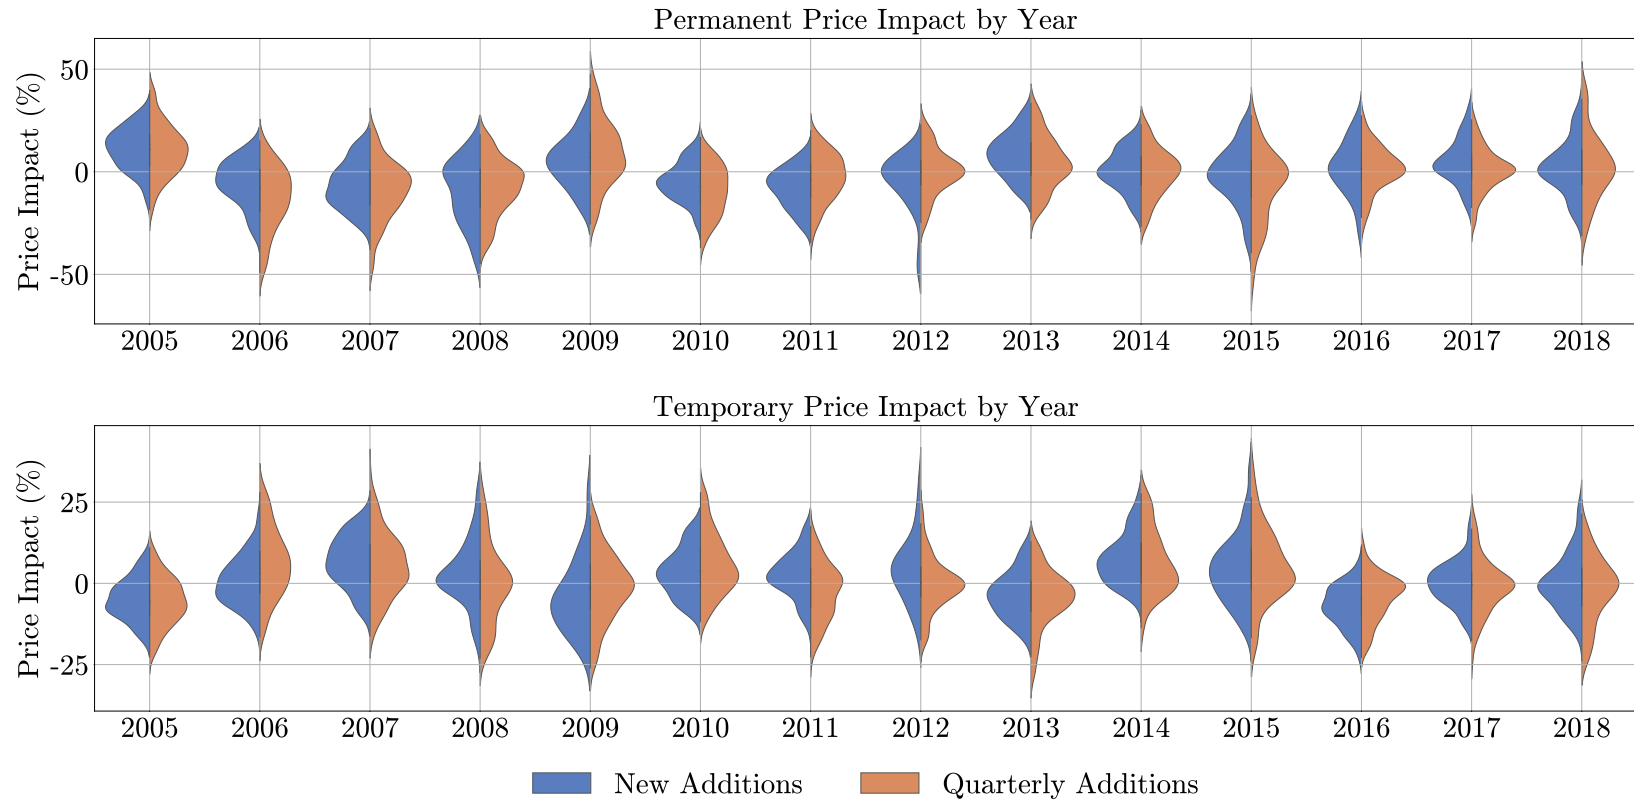 Permanent Price Impact by Year
Price Impact (%)
50
0
-50
2005 2006 2007 2008 2009 2010 2011 2012 2013 2014 2015 2016 2017 2018
Temporary Price Impact by Year
Price Impact (%)
25
0
-25
2005 2006 2007 2008 2009 2010 2011 2012 2013 2014 2015 2016 2017 2018
New Additions Quarterly Additions